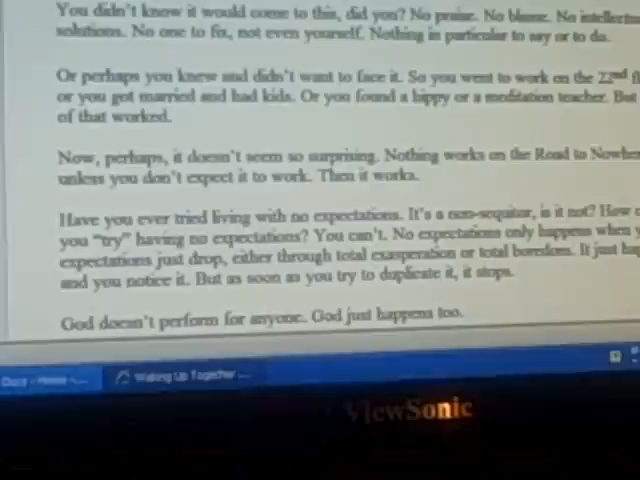 You didn't know it would come to this, did you? No praise. No blame. No
solutions. No one to fix, not even yourself. Nothing in particular to say or to do.
Or perhaps you knew and didn't want to face it. So you went to work on the 22nd
or you got married and had kids. Or you found a hippy or a meditation teacher. But
of that worked.
Now, perhaps, it doesn't seem so surprising. Nothing works on the Road to
unless you don't expect it to work. Then it works.
Have you ever tried living with no expectations. It's a non-sequitur, is it not? How
you "try" having no expectations? You can't. No expectations only happens when
expectations just drop, either through total exasperation or total boredom. It just
and you notice it. But as soon as you try to duplicate it, it stops.
God doesn't perform for anyone. God just happens too.
Waking Up Together ...
ViewSonic